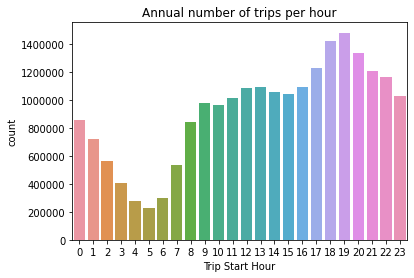 Annual number of trips per hour
count
1400000
1200000
1000000
800000
600000
400000
200000
0
0 1 2 3 4 5 6 7 8 9 10 11 12 13 14 15 16 17 18 19 20 21 22 23
Trip Start Hour